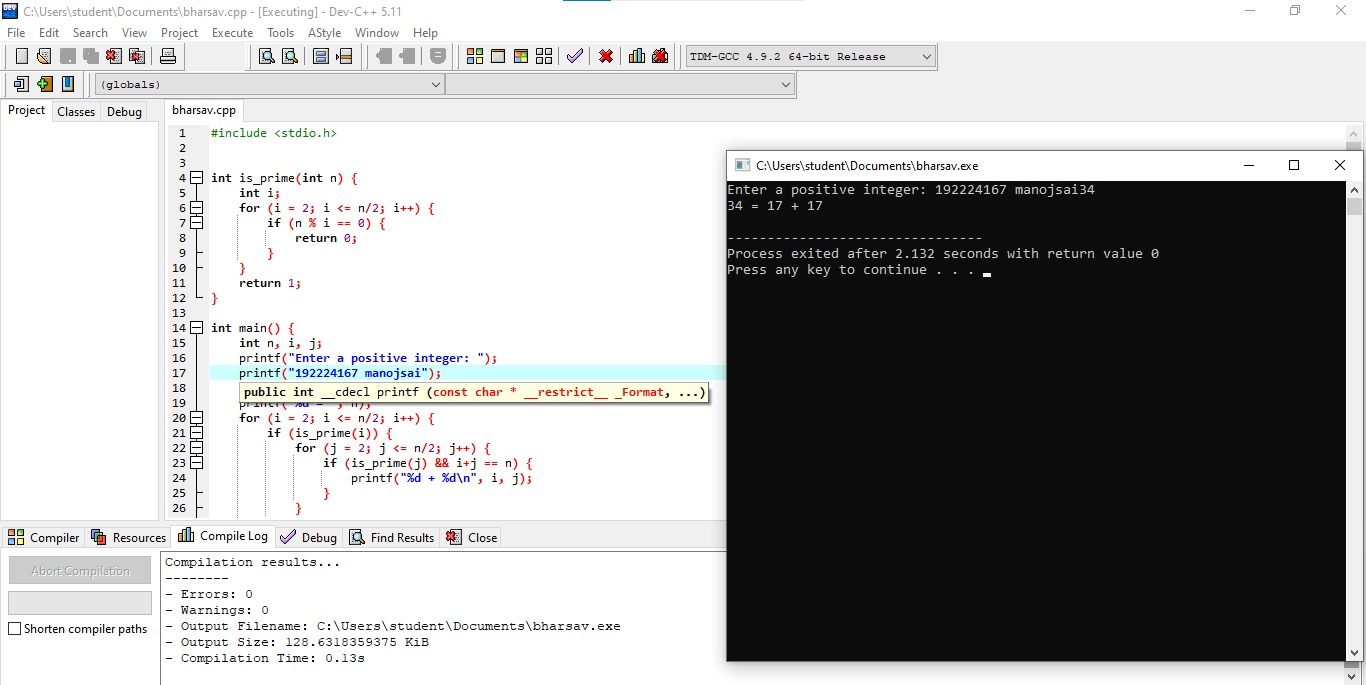 C:\Users\student\Documents\bharsav.cpp - [Executing] - Dev-C++ 5.11
File Edit Search View Project Execute Tools AStyle Window Help
TDM-GCC 4.9.2 64-bit Release
(globals)
Project Classes Debug
bharsav.cpp
1 #include <stdio.h>
2
3
4 int is_prime(int n) {
5 int i;
6 for (i = 2; i <= n/2; i++) {
7 if (n % i == 0) {
8 return 0;
9 }
10 }
11 return 1;
12 }
13
14 int main() {
15 int n, i, j;
16 printf("Enter a positive integer: ");
17 printf("192224167 manojsai");
18
public int __cdecl printf (const char * __restrict__ _Format, ...)
19
20 for (i = 2; i <= n/2; i++) {
21 if (is_prime(i)) {
22 for (j = 2; j <= n/2; j++) {
23 if (is_prime(j) && i+j == n) {
24 printf("%d + %d\n", i, j);
25 }
26 }
C:\Users\student\Documents\bharsav.exe
Enter a positive integer: 192224167 manojsai34
34 = 17 + 17
--------------------------------
Process exited after 2.132 seconds with return value 0
Press any key to continue . . .
Compiler Resources Compile Log Debug Find Results Close
Abort Compilation
Shorten compiler paths
Compilation results...
--------
- Errors: 0
- Warnings: 0
- Output Filename: C:\Users\student\Documents\bharsav.exe
- Output Size: 128.6318359375 KiB
- Compilation Time: 0.13s